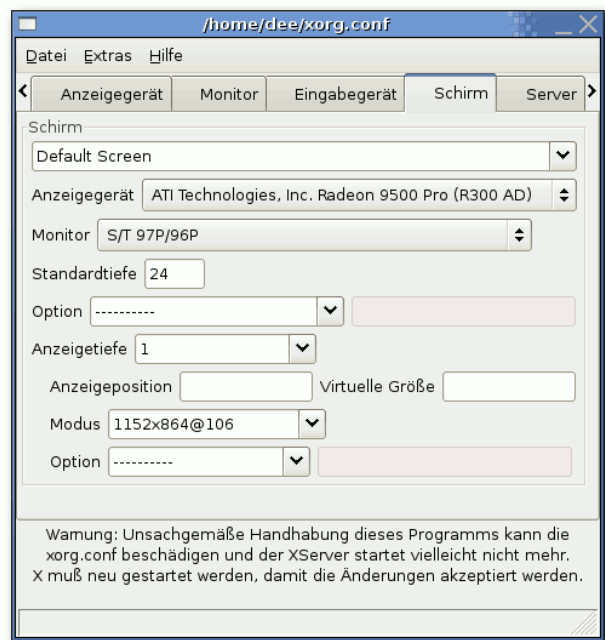 /home/dee/xorg.conf
Datei Extras Hilfe
Anzeigegerät Monitor Eingabegerät Schirm Server
Schirm
Default Screen
Anzeigegerät ATI Technologies, Inc. Radeon 9500 Pro (R300 AD)
Monitor S/T 97P/96P
Standardtiefe 24
Option ----------
Anzeigetiefe 1
Anzeigeposition Virtuelle Größe
Modus 1152x864@106
Option ----------
Warnung: Unsachgemäße Handhabung dieses Programms kann die
xorg.conf beschädigen und der XServer startet vielleicht nicht mehr.
X muß neu gestartet werden, damit die Änderungen akzeptiert werden.